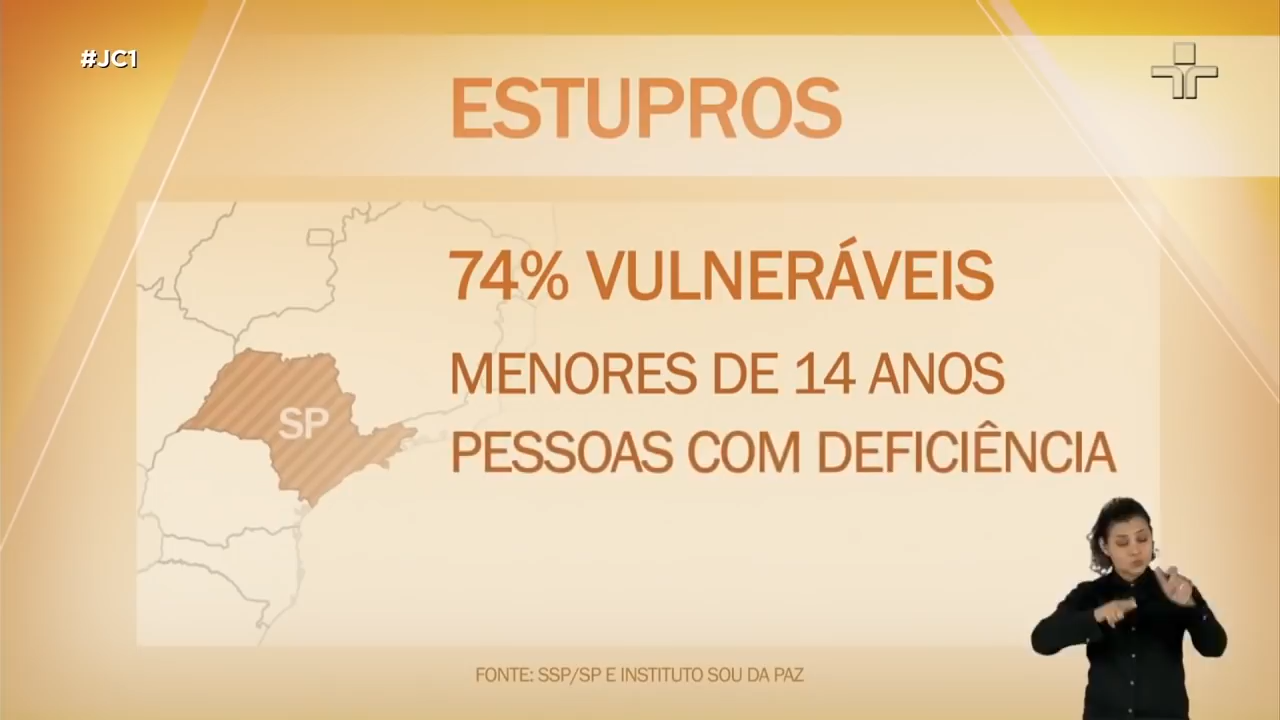 #JC1
ESTUPROS
74% VULNERÁVEIS
MENORES DE 14 ANOS
SP
PESSOAS COM DEFICIÊNCIA
FONTE: SSP/SP E INSTITUTO SOU DA PAZ